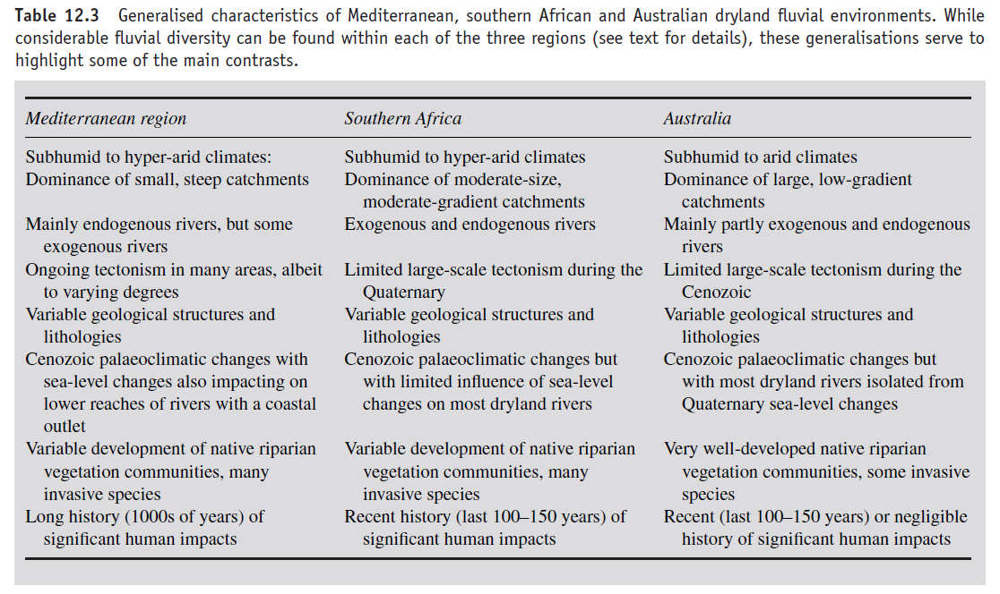 Table 12.3 Generalised characteristics of Mediterranean, southern African and Australian dryland fluvial environments. While
considerable fluvial diversity can be found within each of the three regions (see text for details), these generalisations serve to
highlight some of the main contrasts.
Mediterranean region Southern Africa Australia
Subhumid to hyper-arid climates: Subhumid to hyper-arid climates Subhumid to arid climates
Dominance of small, steep catchments Dominance of moderate-size, Dominance of large, low-gradient
moderate-gradient catchments catchments
Mainly endogenous rivers, but some Exogenous and endogenous rivers Mainly partly exogenous and endogenous
exogenous rivers rivers
Ongoing tectonism in many areas, albeit Limited large-scale tectonism during the Limited large-scale tectonism during the
to varying degrees Quaternary Cenozoic
Variable geological structures and Variable geological structures and Variable geological structures and
lithologies lithologies lithologies
Cenozoic palaeoclimatic changes with Cenozoic palaeoclimatic changes but Cenozoic palaeoclimatic changes but
sea-level changes also impacting on with limited influence of sea-level with most dryland rivers isolated from
lower reaches of rivers with a coastal changes on most dryland rivers Quaternary sea-level changes
outlet
Variable development of native riparian Variable development of native riparian Very well-developed native riparian
vegetation communities, many vegetation communities, many vegetation communities, some invasive
invasive species invasive species species
Long history (1000s of years) of Recent history (last 100–150 years) of Recent (last 100–150 years) or negligible
significant human impacts significant human impacts history of significant human impacts